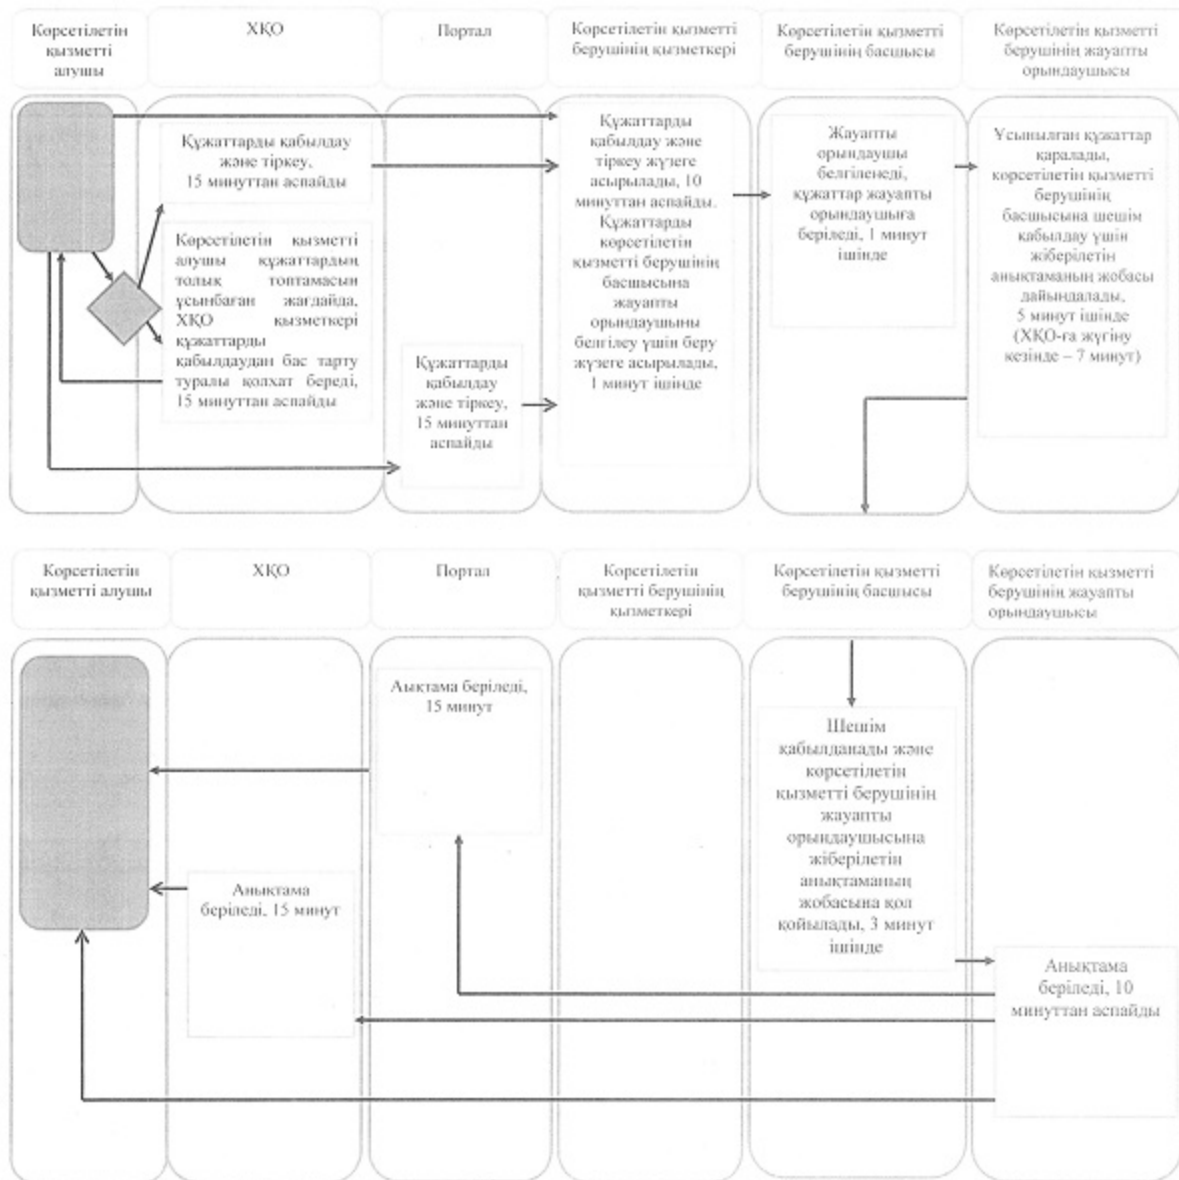 Көрсетілетін
қызметті
алушы
ХҚО
Портал
Көрсетілетін қызметті
берушінің қызметкері
Көрсетілетін қызметті
берушінің басшысы
Көрсетілетін қызметті
берушінің жауапты
орындаушысы
Құжаттарды қабылдау
және тіркеу,
15 минуттан аспайды
Көрсетілетін қызметті
алушы құжаттардың
толық топтамасын
ұсынбаған жағдайда,
ХҚО қызметкері
құжаттарды
қабылдаудан бас тарту
туралы қолхат береді,
15 минуттан аспайды
Құжаттарды
қабылдау
және тіркеу,
15 минуттан
аспайды
Құжаттарды
қабылдау және
тіркеу жүзеге
асырылады, 10
минуттан аспайды.
Құжаттарды
көрсетілетін
қызметті берушінің
басшысына
жауапты
орындаушыны
белгілеу үшін беру
жүзеге асырылады,
1 минут ішінде
Жауапты
орындаушы
белгіленеді,
құжаттар жауапты
орындаушыға
беріледі, 1 минут
ішінде
Ұсынылған құжаттар
қаралады,
көрсетілетін қызметті
берушінің
басшысына шешім
қабылдау үшін
жіберілетін
анықтаманың жобасы
дайындалады,
5 минут ішінде
(ХҚО-ға жүгіну
кезінде – 7 минут)
Көрсетілетін
қызметті алушы
ХҚО
Портал
Көрсетілетін
қызметті берушінің
қызметкері
Көрсетілетін қызметті
берушінің басшысы
Көрсетілетін қызметті
берушінің жауапты
орындаушысы
Аықтама беріледі,
15 минут
Анықтама
беріледі, 15 минут
Шешім
қабылданады және
көрсетілетін
қызметті берушінің
жауапты
орындаушысына
жіберілетін
анықтаманың
жобасына қол
қойылады, 3 минут
ішінде
Анықтама
беріледі, 10
минуттан аспайды